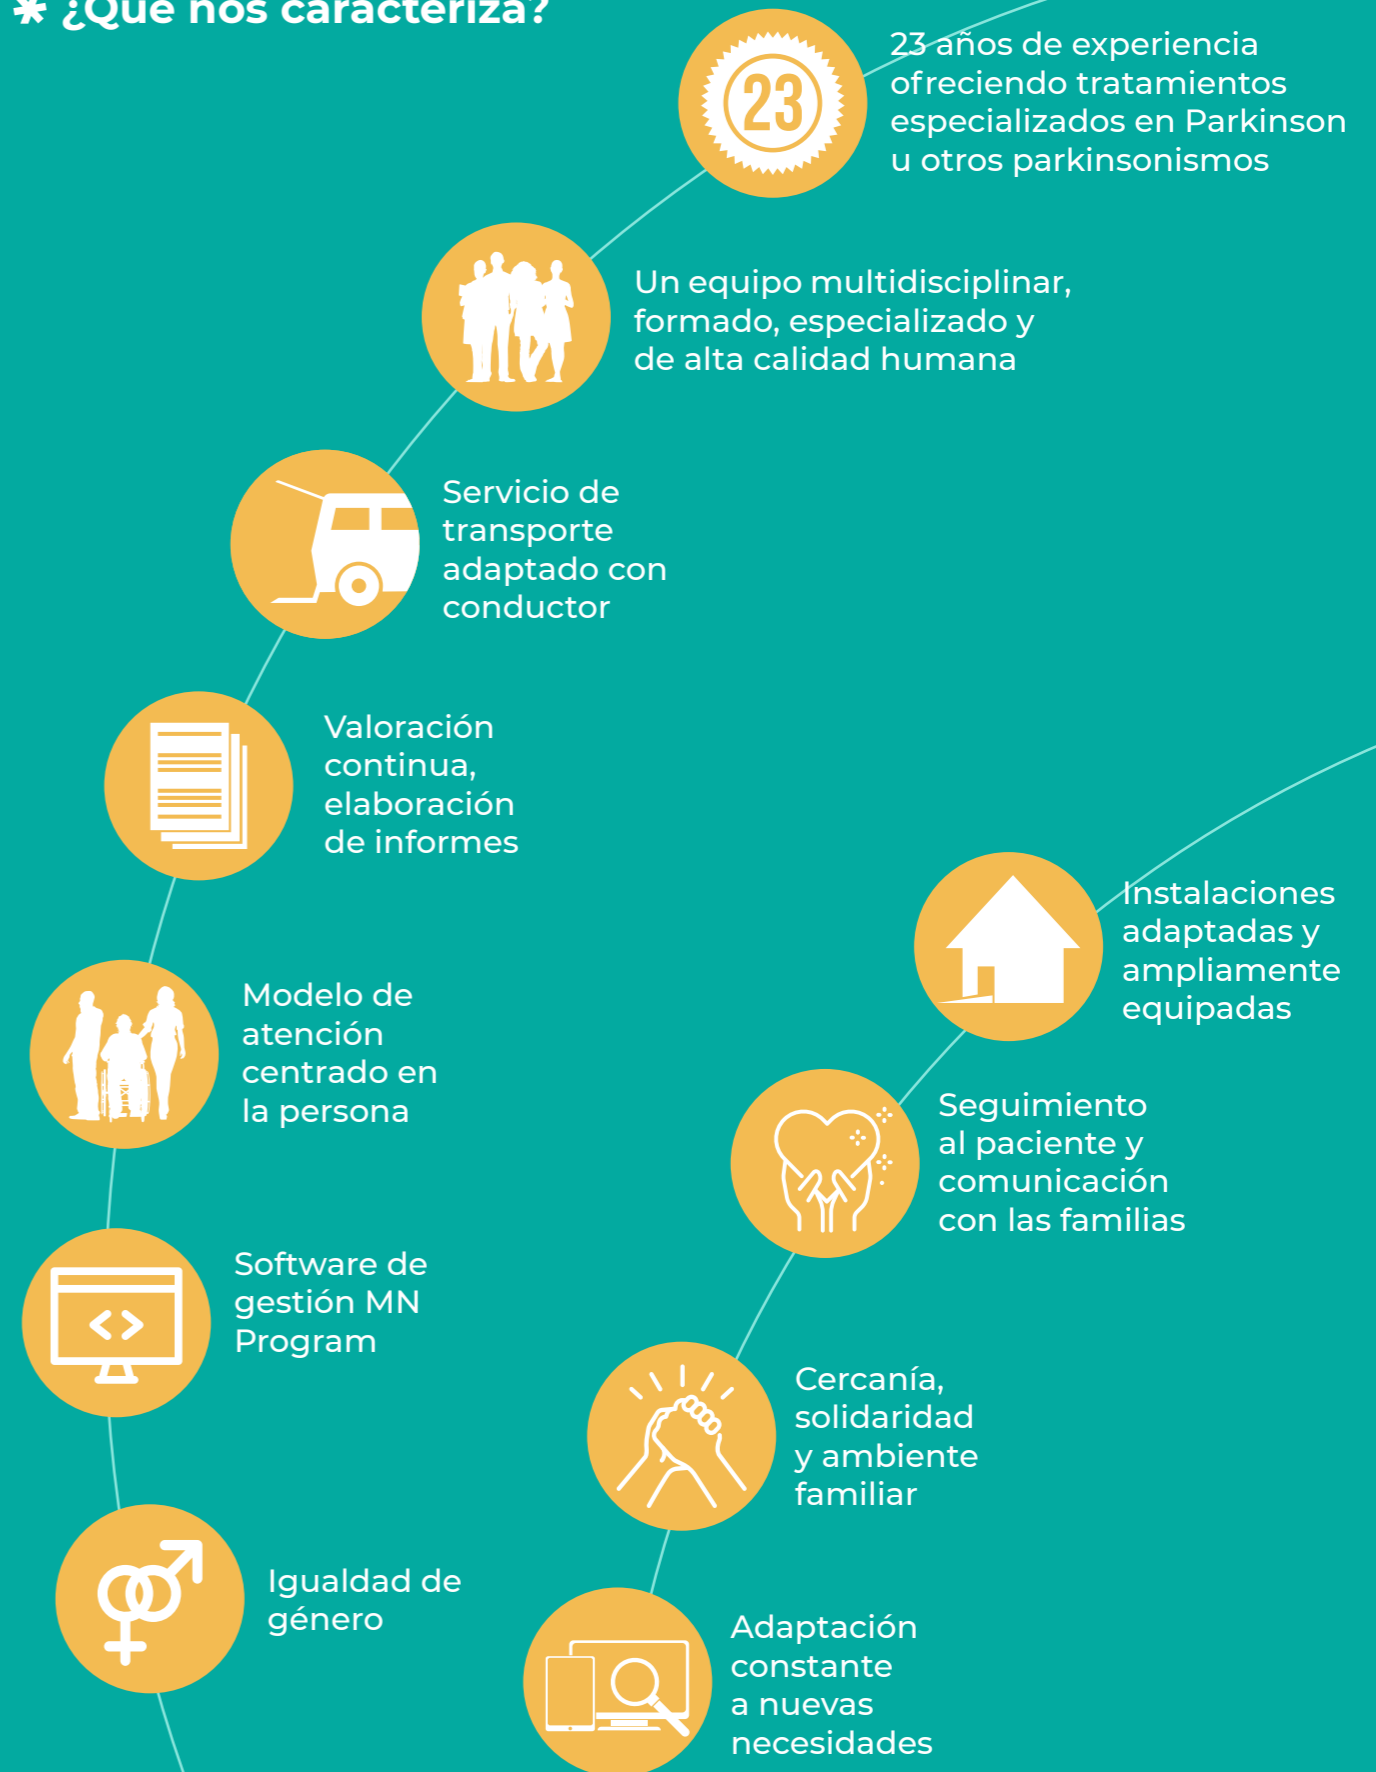 ✱ ¿Qué nos caracteriza?
23
23 años de experiencia
ofreciendo tratamientos
especializados en Parkinson
u otros parkinsonismos
Un equipo multidisciplinar,
formado, especializado y
de alta calidad humana
Servicio de
transporte
adaptado con
conductor
Valoración
continua,
elaboración
de informes
Modelo de
atención
centrado en
la persona
Software de
gestión MN
Program
Igualdad de
género
Instalaciones
adaptadas y
ampliamente
equipadas
Seguimiento
al paciente y
comunicación
con las familias
Cercanía,
solidaridad
y ambiente
familiar
Adaptación
constante
a nuevas
necesidades